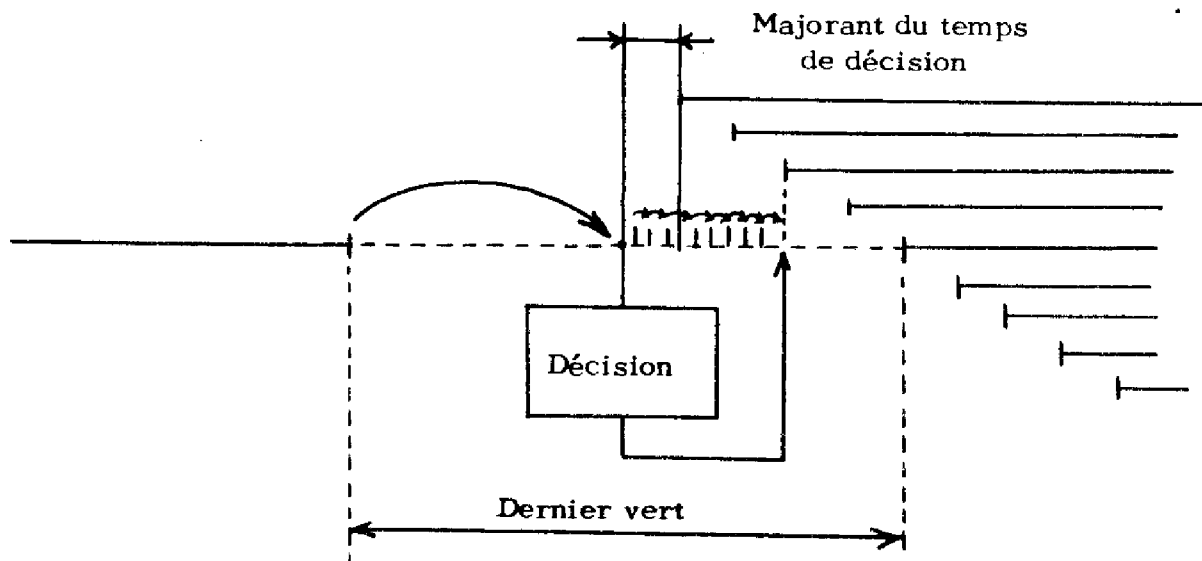 Majorant du temps
de décision
Décision
Dernier vert